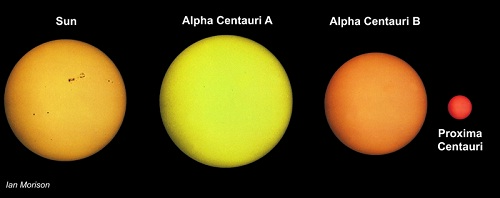 Sun
Alpha Centauri A
Alpha Centauri B
Proxima
Centauri
Ian Morison